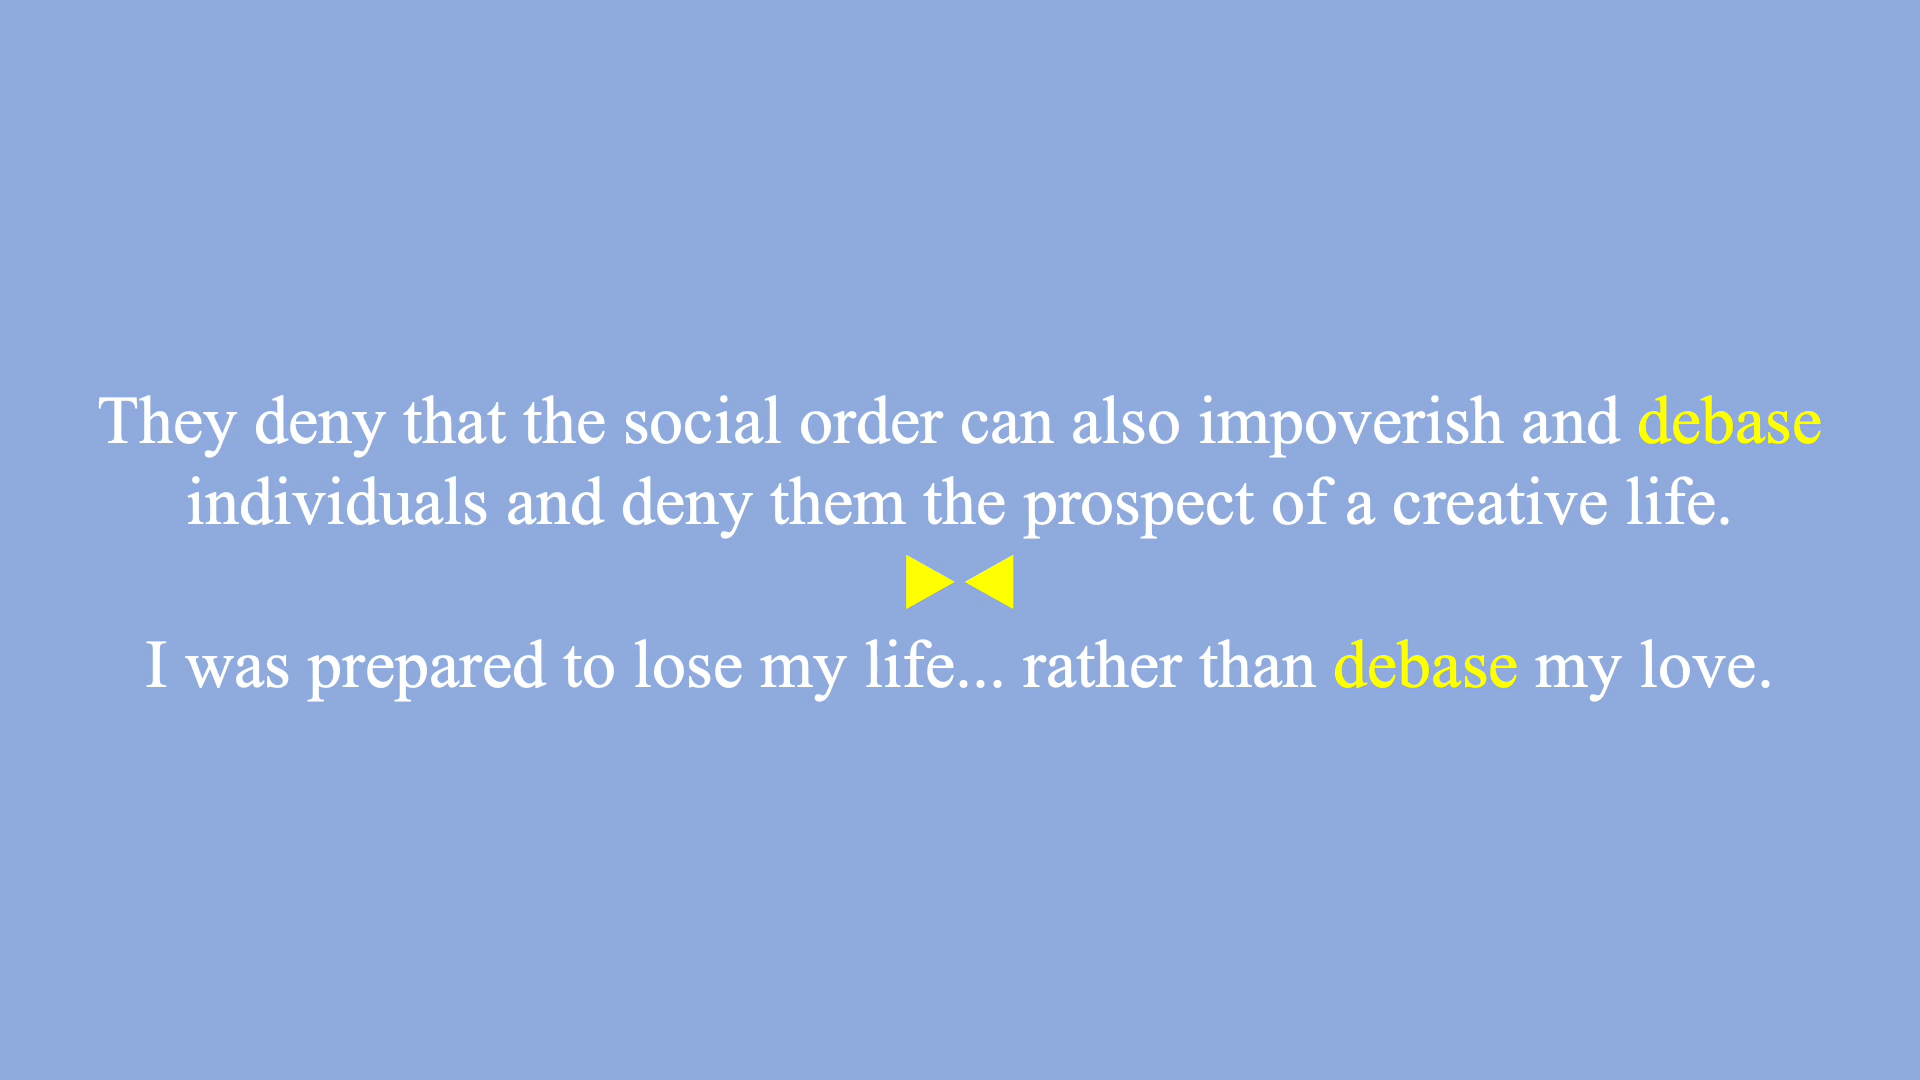 They deny that the social order can also impoverish and debase
individuals and deny them the prospect of a creative life.
I was prepared to lose my life... rather than debase my love.